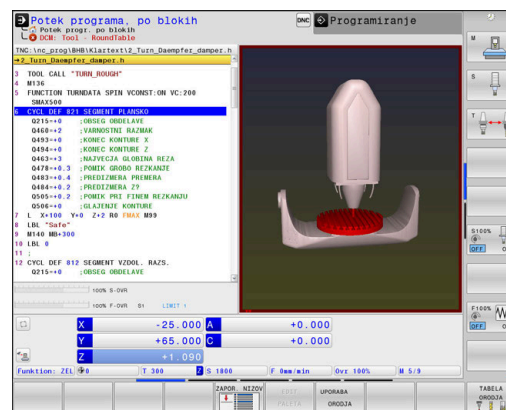 Potek programa, po blokih
Potek progr. po blokih
DCM: Tool - RoundTable
DNC
Programiranje
TNC:\nc_prog\BHB\Klartext\2_Turn_Daempfer_damper.h
→2_Turn_Daempfer_damper.h
3 TOOL CALL "TURN_ROUGH"
4 M136
5 FUNCTION TURNDATA SPIN VCONST:ON VC:200
SMAX500
6 CYCL DEF 821 SEGMENT PLANSKO
Q215=+0 ;OBSEG OBDELAVE
Q460=+2 ;VARNOSTNI RAZMAK
Q493=+0 ;KONEC KONTURE X
Q494=+0 ;KONEC KONTURE Z
Q463=+3 ;NAJVECJA GLOBINA REZA
Q478=+0.3 ;POMIK GROBO REZKANJE
Q483=+0.4 ;PREDIZMERA PREMERA
Q484=+0.2 ;PREDIZMERA Z?
Q505=+0.2 ;POMIK PRI FINEM REZKANJU
Q506=+0 ;GLAJENJE KONTURE
7 L X+100 Y+0 Z+2 R0 FMAX M99
8 LBL "Safe"
9 M140 MB+300
10 LBL 0
11 ;
12 CYCL DEF 812 SEGMENT VZDOL. RAZS.
Q215=+0 ;OBSEG OBDELAVE
100% S-OVR
100% F-OVR S1 LIMIT 1
X -25.000 A +0.000
Y +65.000 C +0.000
Z +1.090
Funktion: ZEL 0 T 300 Z S 1800 F 0mm/min Ovr 100% M 5/9
M
S
T
S100%
OFF
F100%
OFF
ZAPOR. NIZOV
UPORABA
ORODJA
TABELA
ORODJA